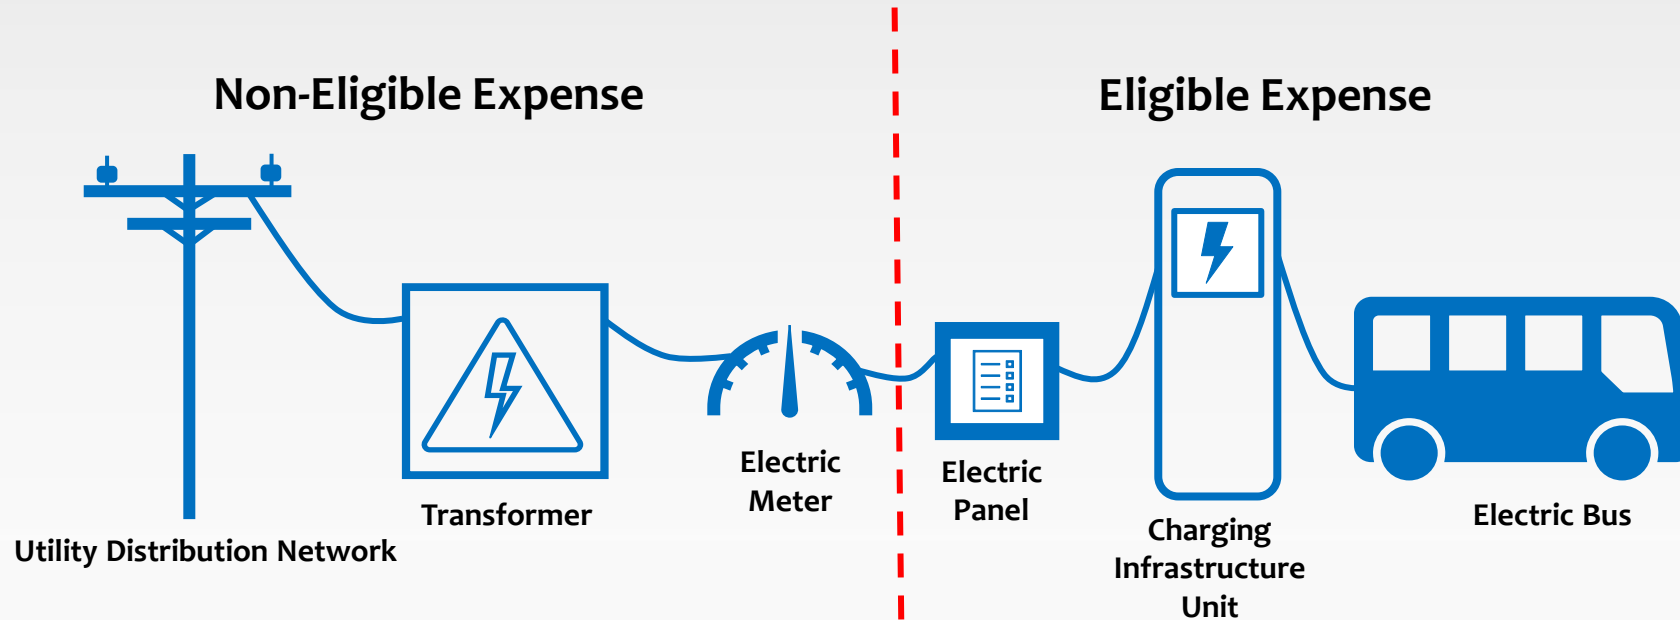 Non-Eligible Expense
Eligible Expense
Utility Distribution Network
Transformer
Electric
Meter
Electric
Panel
Charging
Infrastructure
Unit
Electric Bus